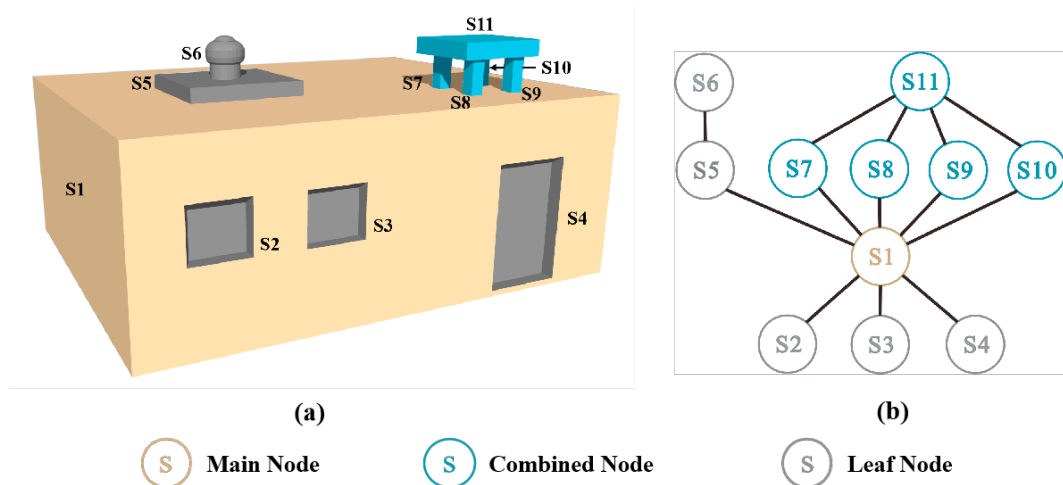 S11
S6
S5
S7
S10
S8
S9
S1
S2
S3
S4
(a)
S6
S11
S5
S7
S8
S9
S10
S1
S2
S3
S4
(b)
S Main Node
S Combined Node
S Leaf Node